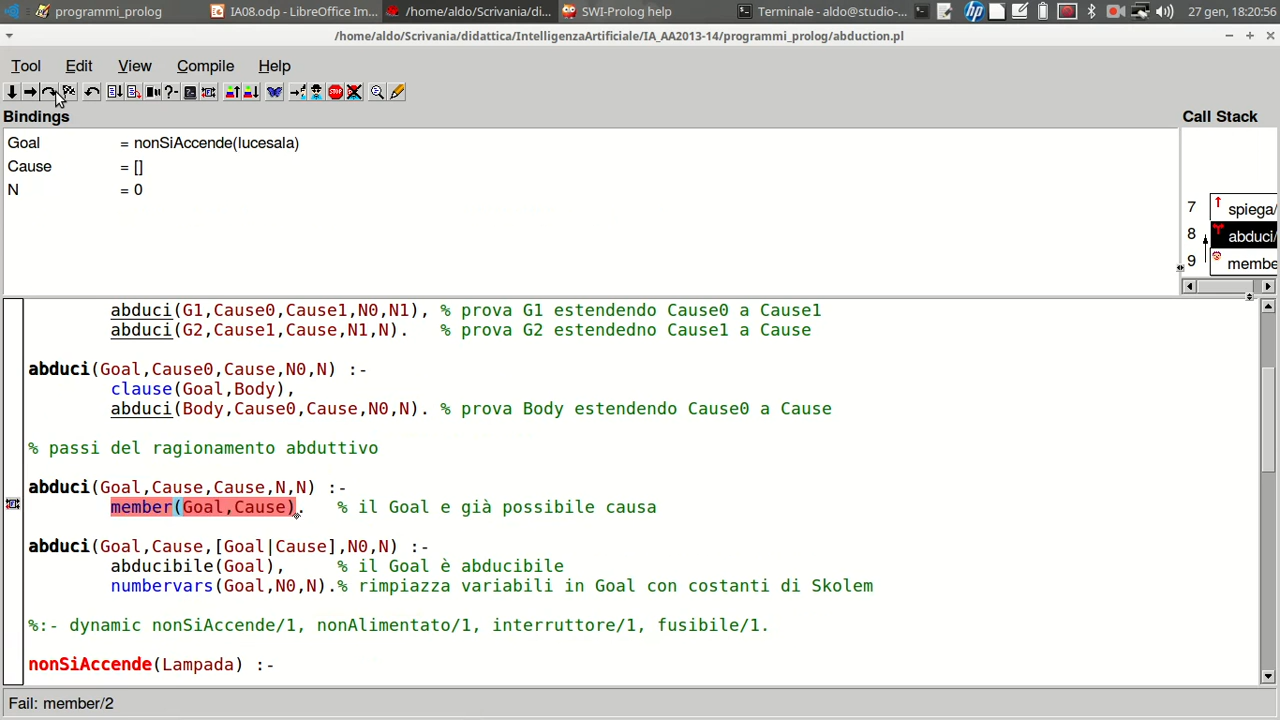 programmi_prolog
IA08.odp - LibreOffice Im...
/home/aldo/Scrivania/di...
SWI-Prolog help
Terminale - aldo@studio-...
27 gen, 18:20:56
/home/aldo/Scrivania/didattica/IntelligenzaArtificiale/IA_AA2013-14/programmi_prolog/abduction.pl
Tool Edit View Compile Help
Bindings
Call Stack
Goal = nonSiAccende(lucesala)
Cause = []
N = 0
7 spiega/
8 abduci/
9 membe
abduci(G1,Cause0,Cause1,N0,N1), % prova G1 estendendo Cause0 a Cause1
abduci(G2,Cause1,Cause,N1,N). % prova G2 estendedno Cause1 a Cause
abduci(Goal,Cause0,Cause,N0,N) :-
clause(Goal,Body),
abduci(Body,Cause0,Cause,N0,N). % prova Body estendendo Cause0 a Cause
% passi del ragionamento abduttivo
abduci(Goal,Cause,Cause,N,N) :-
member(Goal,Cause). % il Goal e già possibile causa
abduci(Goal,Cause,[Goal|Cause],N0,N) :-
abducibile(Goal), % il Goal è abducibile
numbervars(Goal,N0,N).% rimpiazza variabili in Goal con costanti di Skolem
%:- dynamic nonSiAccende/1, nonAlimentato/1, interruttore/1, fusibile/1.
nonSiAccende(Lampada) :-
Fail: member/2